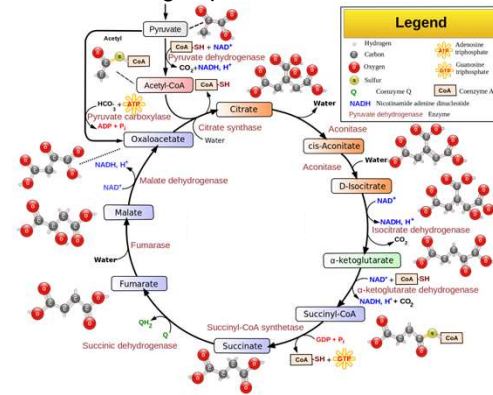 Pyruvate
Acetyl
S
CoA
CoA -SH + NAD+
Pyruvate dehydrogenase
CO2+NADH, H+
Acetyl-CoA
CoA -SH
HCO3 + ATP
Pyruvate carboxylase
ADP + Pi
Oxaloacetate
Citrate
Citrate synthase
Water
Water
Aconitase
cis-Aconitate
Aconitase
Water
D-Isocitrate
NAD+
NADH, H+
Isocitrate dehydrogenase
CO2
α-ketoglutarate
NAD+ + CoA -SH
α-ketoglutarate dehydrogenase
NADH, H+ + CO2
Succinyl-CoA
S
CoA
Succinyl-CoA synthetase
GDP + Pi
CoA -SH + GTP
Succinate
Succinic dehydrogenase
Q
QH2
Fumarate
Water
Fumarase
Malate
NAD+
Malate dehydrogenase
NADH, H+
Legend
Hydrogen
Carbon
Oxygen
Sulfur
Q Coenzyme Q
NADH Nicotinamide adenine dinucleotide
Pyruvate dehydrogenase Enzyme
ATP Adenosine triphosphate
GTP Guanosine triphosphate
CoA Coenzyme A